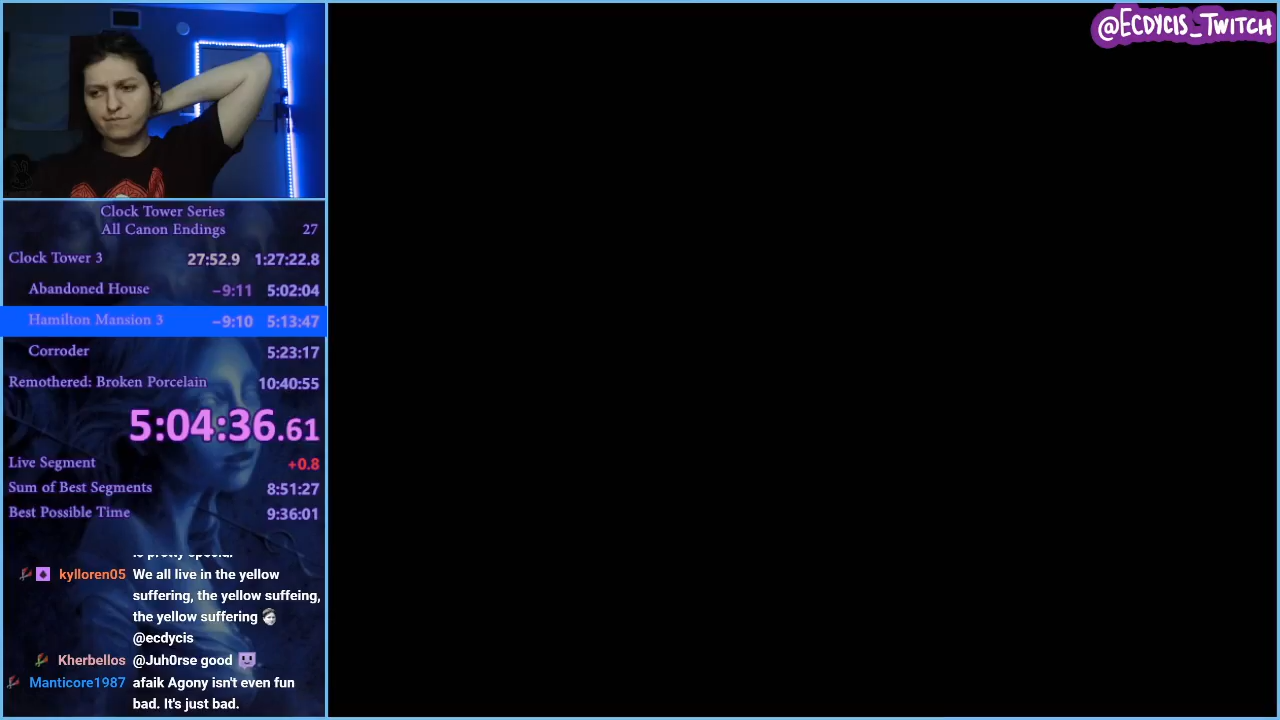 @Ecdycis_Twitch
Clock Tower Series
All Canon Endings 27
Clock Tower 3 27:52.9 1:27:22.8
Abandoned House −9:11 5:02:04
Hamilton Mansion 3 −9:10 5:13:47
Corroder 5:23:17
Remothered: Broken Porcelain 10:40:55
5:04:36.61
Live Segment +0.8
Sum of Best Segments 8:51:27
Best Possible Time 9:36:01
kylloren05 We all live in the yellow
suffering, the yellow suffeing,
the yellow suffering
@ecdycis
Kherbellos @Juh0rse good
Manticore1987 afaik Agony isn't even fun
bad. It's just bad.